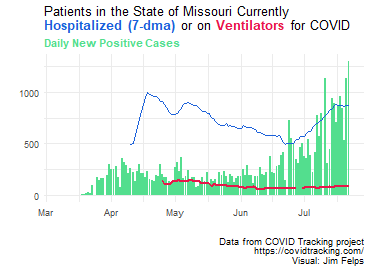 Patients in the State of Missouri Currently
Hospitalized (7-dma) or on Ventilators for COVID
Daily New Positive Cases
1000
500
0
Mar Apr May Jun Jul
Data from COVID Tracking project
https://covidtracking.com/
Visual: Jim Felps